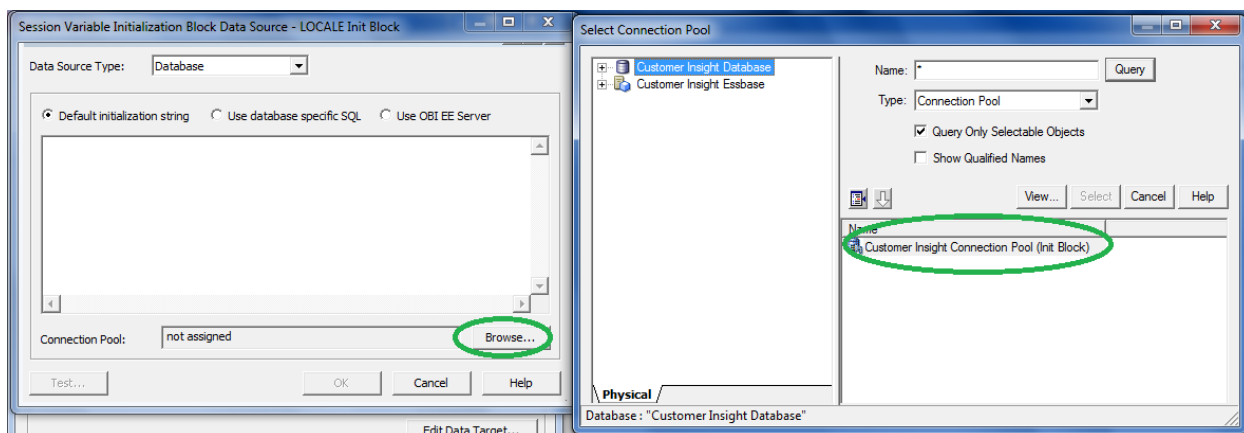 Session Variable Initialization Block Data Source - LOCALE Init Block
Data Source Type: Database
Default initialization string Use database specific SQL Use OBI EE Server
Connection Pool: not assigned Browse...
Test... OK Cancel Help
Edit Data Target...
Select Connection Pool
Customer Insight Database
Customer Insight Essbase
Name: * Query
Type: Connection Pool
Query Only Selectable Objects
Show Qualified Names
View... Select Cancel Help
Name
Customer Insight Connection Pool (Init Block)
Physical
Database : "Customer Insight Database"